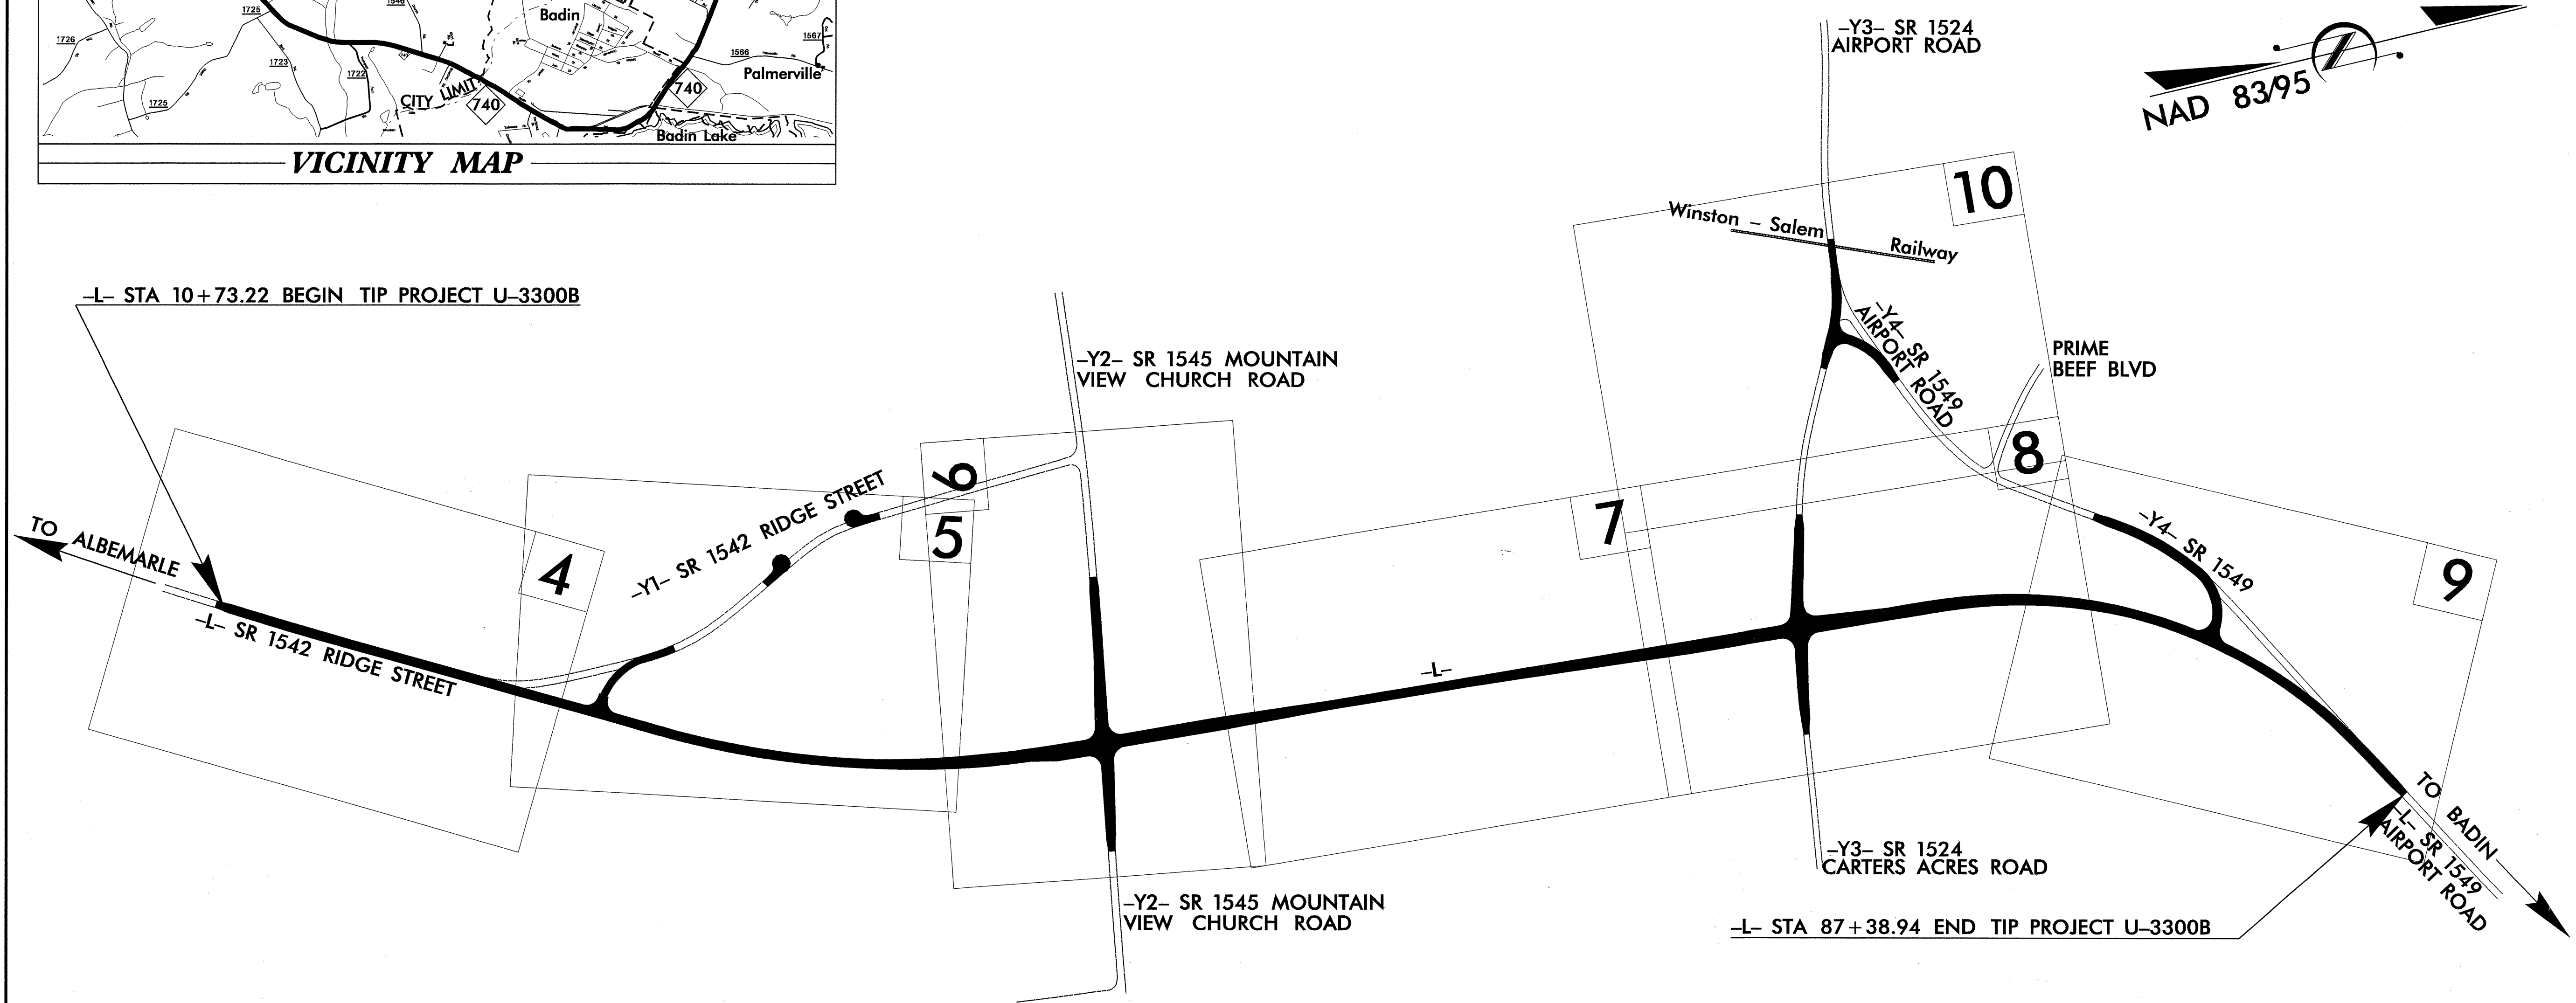 1725
1546
Badin
1726
1723
1722
1725
CITY LIMIT
740
740
1566
1567
Palmerville
Badin Lake
VICINITY MAP
-Y3- SR 1524
AIRPORT ROAD
NAD 83/95
10
Winston - Salem Railway
-L- STA 10+73.22 BEGIN TIP PROJECT U-3300B
-Y2- SR 1545 MOUNTAIN
VIEW CHURCH ROAD
-Y4- SR 1549
AIRPORT ROAD
PRIME
BEEF BLVD
8
6
5
7
4
9
-Y1- SR 1542 RIDGE STREET
-Y4- SR 1549
TO ALBEMARLE
-L- SR 1542 RIDGE STREET
-L-
TO BADIN
-L- SR 1549
AIRPORT ROAD
-Y3- SR 1524
CARTERS ACRES ROAD
-Y2- SR 1545 MOUNTAIN
VIEW CHURCH ROAD
-L- STA 87+38.94 END TIP PROJECT U-3300B